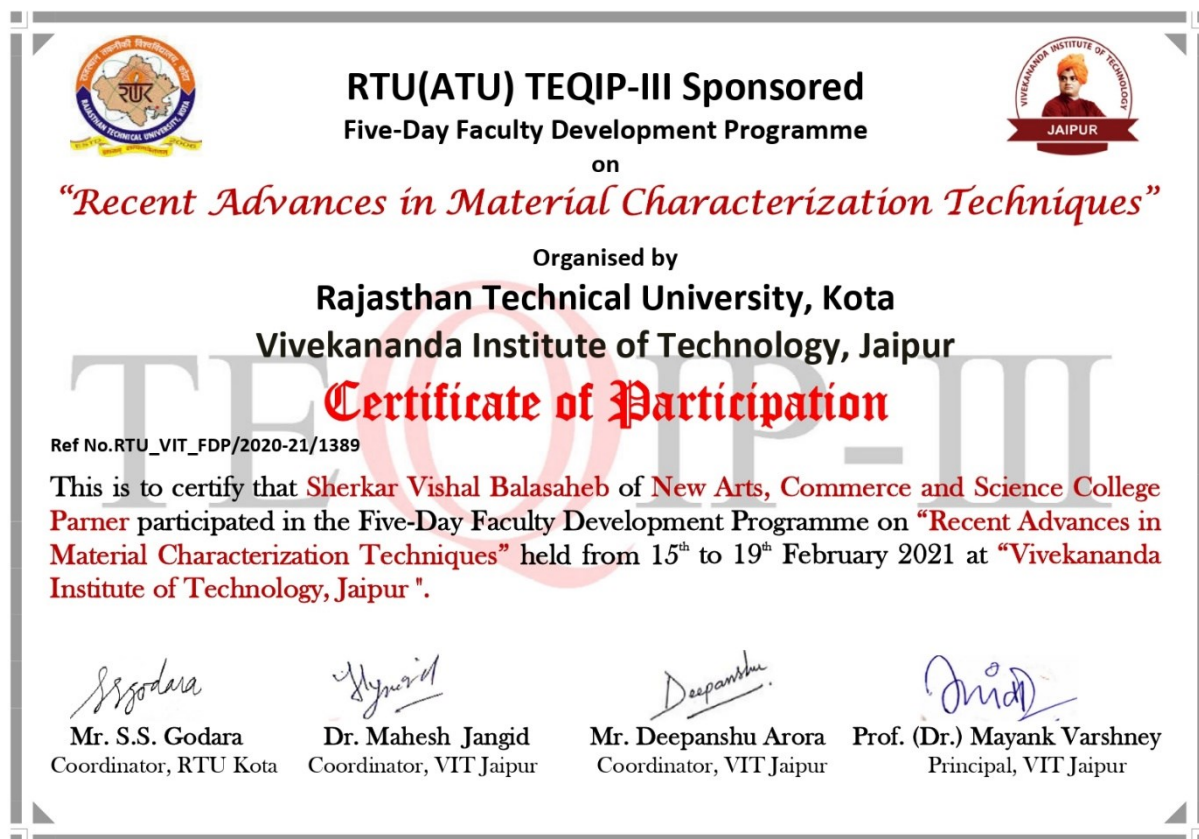 RTU(ATU) TEQIP-III Sponsored
Five-Day Faculty Development Programme
on
“Recent Advances in Material Characterization Techniques”
Organised by
Rajasthan Technical University, Kota
Vivekananda Institute of Technology, Jaipur
TEQIP-III
Certificate of Participation
Ref No.RTU_VIT_FDP/2020-21/1389
This is to certify that Sherkar Vishal Balasaheb of New Arts, Commerce and Science College
Parner participated in the Five-Day Faculty Development Programme on “Recent Advances in
Material Characterization Techniques” held from 15th to 19th February 2021 at “Vivekananda
Institute of Technology, Jaipur ".
SSgodara
Deepanshu
Mr. S.S. Godara
Coordinator, RTU Kota
Dr. Mahesh Jangid
Coordinator, VIT Jaipur
Mr. Deepanshu Arora
Coordinator, VIT Jaipur
Prof. (Dr.) Mayank Varshney
Principal, VIT Jaipur
RAJASTHAN TECHNICAL UNIVERSITY, KOTA
VIVEKANANDA INSTITUTE OF TECHNOLOGY
JAIPUR